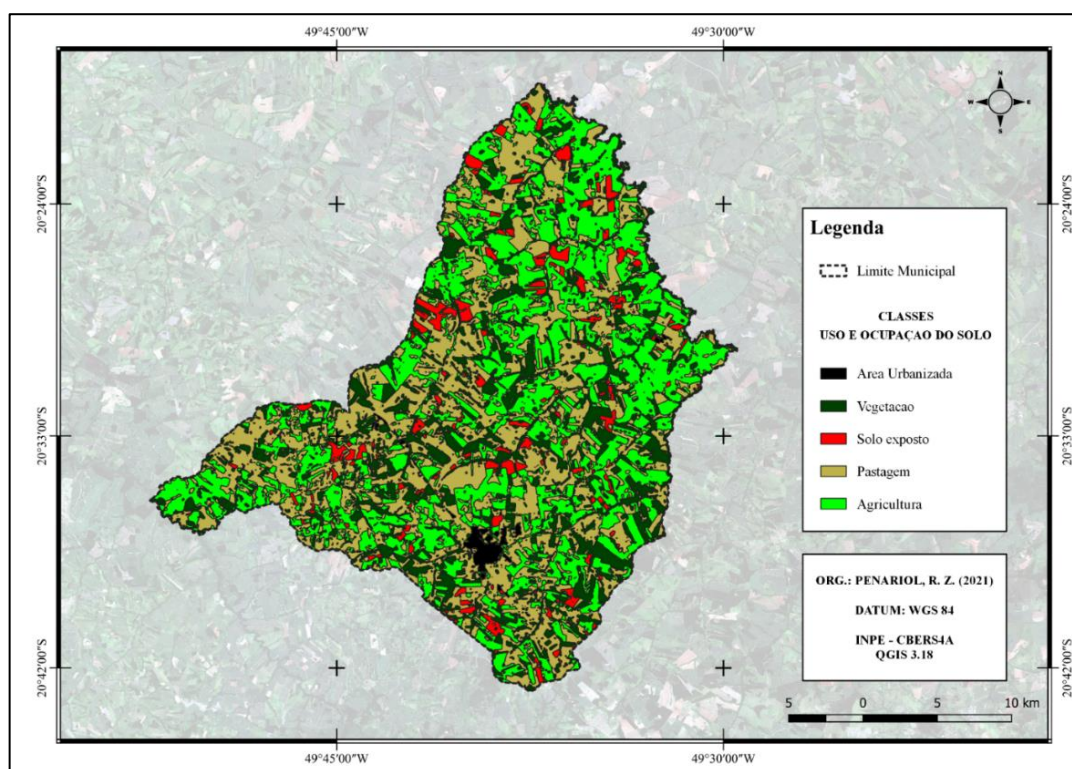 49°45'00"W
49°30'00"W
N
W
E
S
20°24'00"S
20°24'00"S
Legenda
Limite Municipal
CLASSES
USO E OCUPAÇAO DO SOLO
Area Urbanizada
Vegetacao
Solo exposto
Pastagem
Agricultura
20°33'00"S
20°33'00"S
ORG.: PENARIOL, R. Z. (2021)
DATUM: WGS 84
INPE - CBERS4A
QGIS 3.18
20°42'00"S
20°42'00"S
5 0 5 10 km
49°45'00"W
49°30'00"W